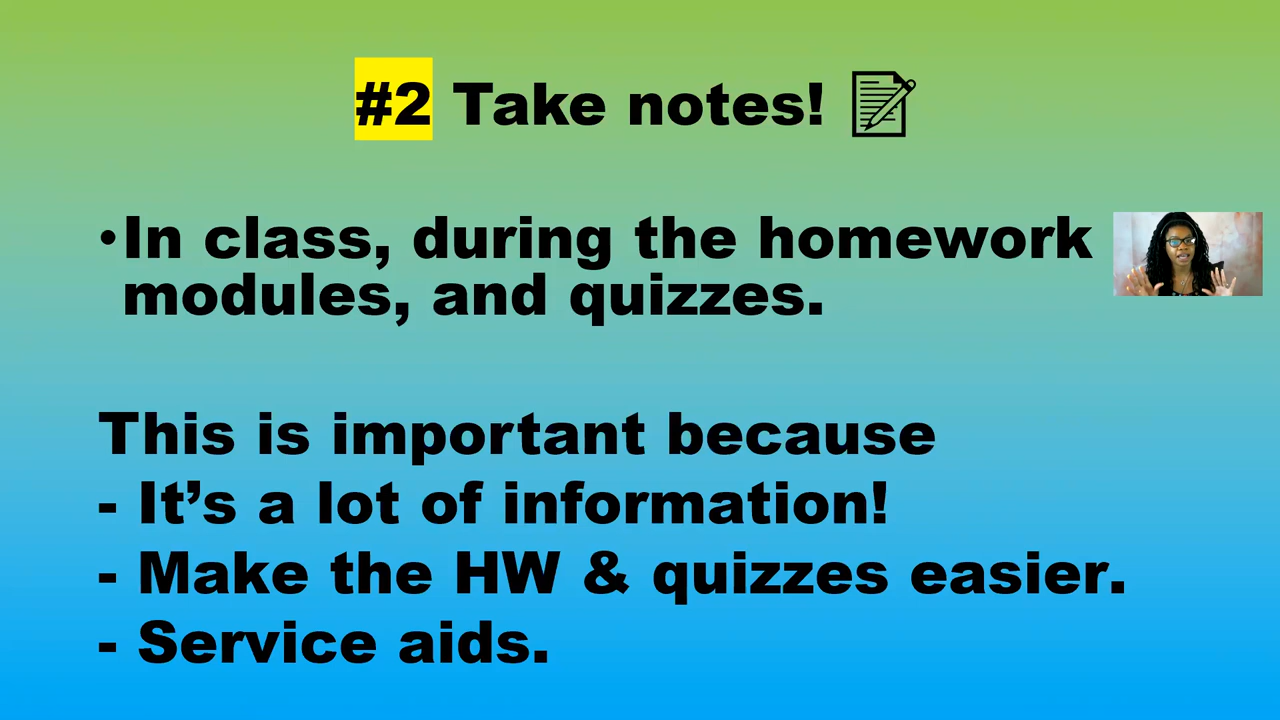 #2 Take notes!
•In class, during the homework
modules, and quizzes.
This is important because
- It’s a lot of information!
- Make the HW & quizzes easier.
- Service aids.